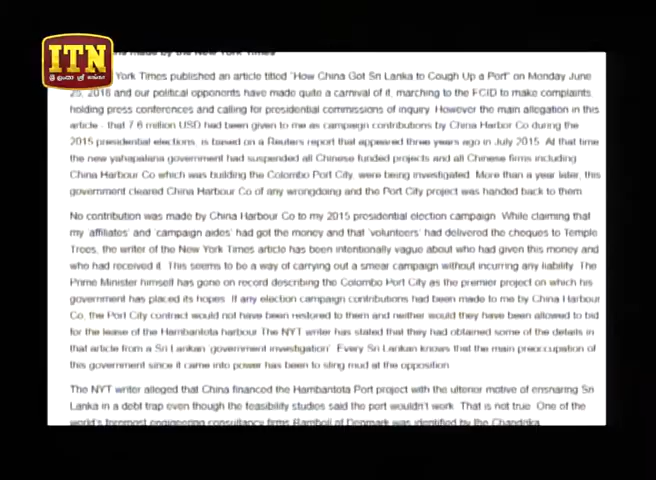 ITN
ශ්‍රී ලංකා
made by the New York Times
York Times published an article titled "How China Got Sri Lanka to Cough Up a Port" on Monday June
25, 2018 and our political opponents have made quite a carnival of it, marching to the FCID to make complaints,
holding press conferences and calling for presidential commissions of inquiry. However the main allegation in this
article - that 7.6 million USD had been given to me as campaign contributions by China Harbor Co during the
2015 presidential elections, is based on a Reuters report that appeared three years ago in July 2015. At that time
the new yahapalana government had suspended all Chinese funded projects and all Chinese firms including
China Harbour Co which was building the Colombo Port City, were being investigated. More than a year later, this
government cleared China Harbour Co of any wrongdoing and the Port City project was handed back to them.
No contribution was made by China Harbour Co to my 2015 presidential election campaign. While claiming that
my 'affiliates' and 'campaign aides' had got the money and that 'volunteers' had delivered the cheques to Temple
Trees, the writer of the New York Times article has been intentionally vague about who had given this money and
who had received it. This seems to be a way of carrying out a smear campaign without incurring any liability. The
Prime Minister himself has gone on record describing the Colombo Port City as the premier project on which his
government has placed its hopes. If any election campaign contributions had been made to me by China Harbour
Co, the Port City contract would not have been restored to them and neither would they have been allowed to bid
for the lease of the Hambantota harbour. The NYT writer has stated that they had obtained some of the details in
that article from a Sri Lankan 'government investigation'. Every Sri Lankan knows that the main preoccupation of
this government since it came into power has been to sling mud at the opposition.
The NYT writer alleged that China financed the Hambantota Port project with the ulterior motive of ensnaring Sri
Lanka in a debt trap even though the feasibility studies said the port wouldn't work. That is not true. One of the
world's foremost engineering consultancy firms Ramboll of Denmark was identified by the Chandrika